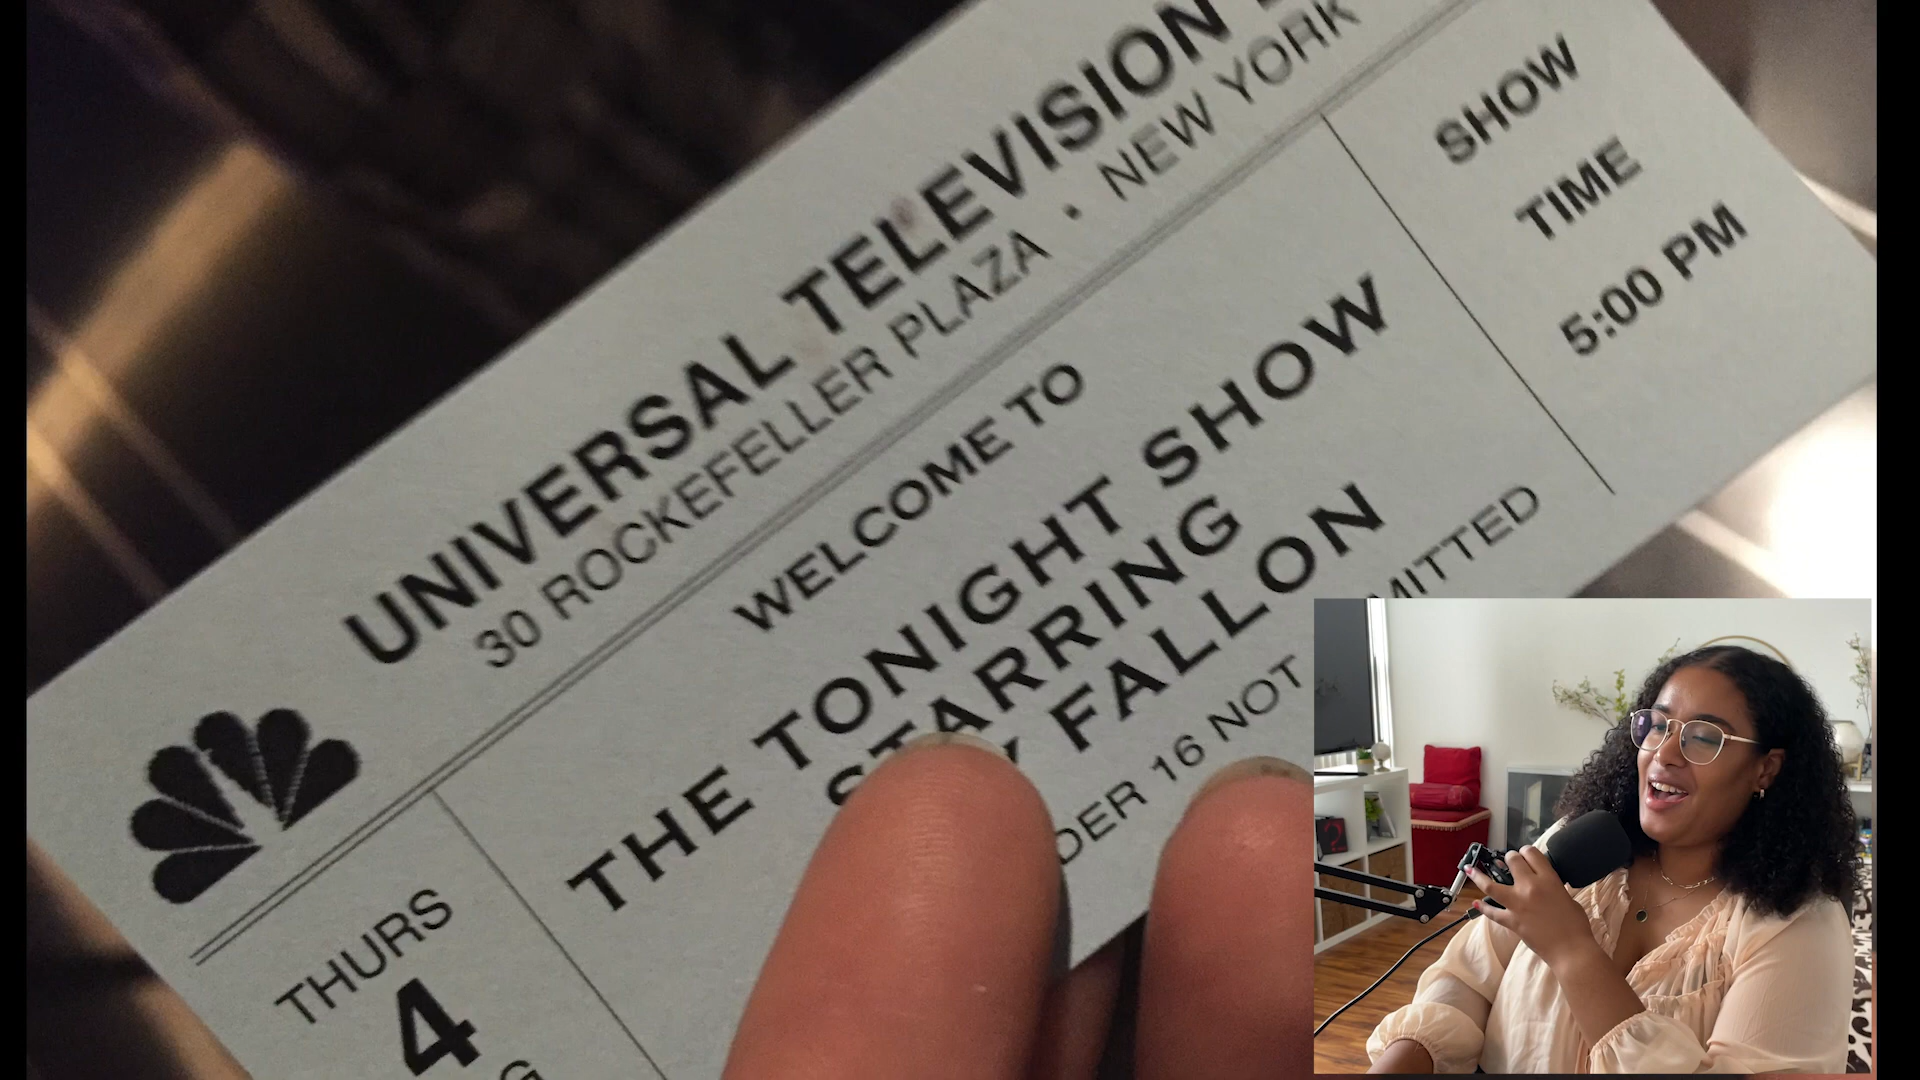 UNIVERSAL TELEVISION
30 ROCKEFELLER PLAZA • NEW YORK
WELCOME TO
THE TONIGHT SHOW
STARRING
FALLON
16 NOT
SHOW
TIME
5:00 PM
THURS
4